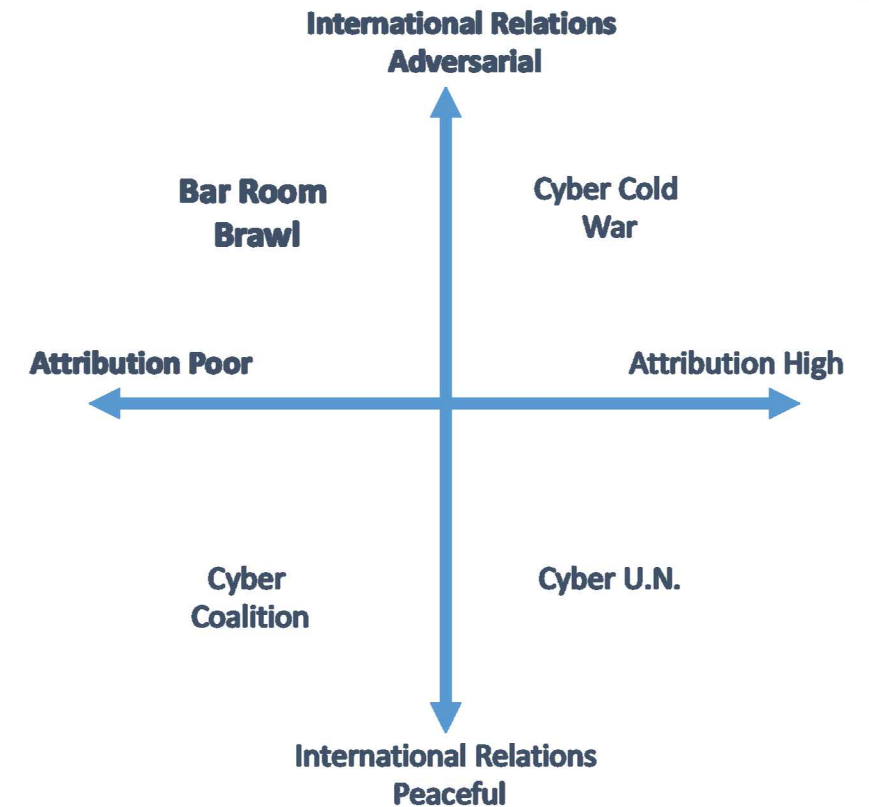 International Relations
Adversarial
Bar Room
Brawl
Cyber Cold
War
Attribution Poor
Attribution High
Cyber
Coalition
Cyber U.N.
International Relations
Peaceful